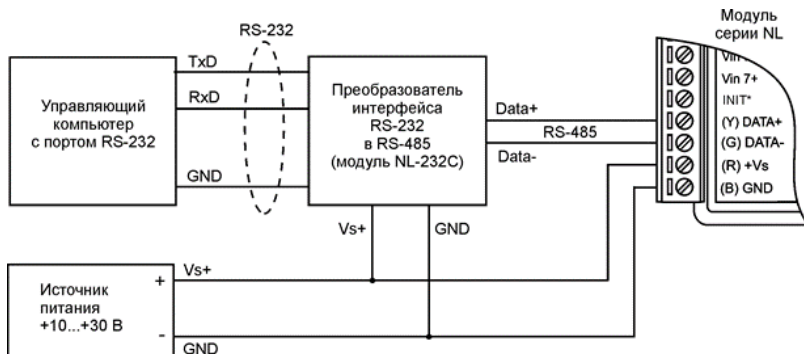 RS-232
Модуль
серии NL
TxD
RxD
GND
Управляющий
компьютер
с портом RS-232
Преобразователь
интерфейса
RS-232
в RS-485
(модуль NL-232C)
Data+
RS-485
Data-
Vin
Vin 7+
INIT*
(Y) DATA+
(G) DATA-
(R) +Vs
(B) GND
Vs+
GND
Источник
питания
+10...+30 В
+
-
Vs+
GND